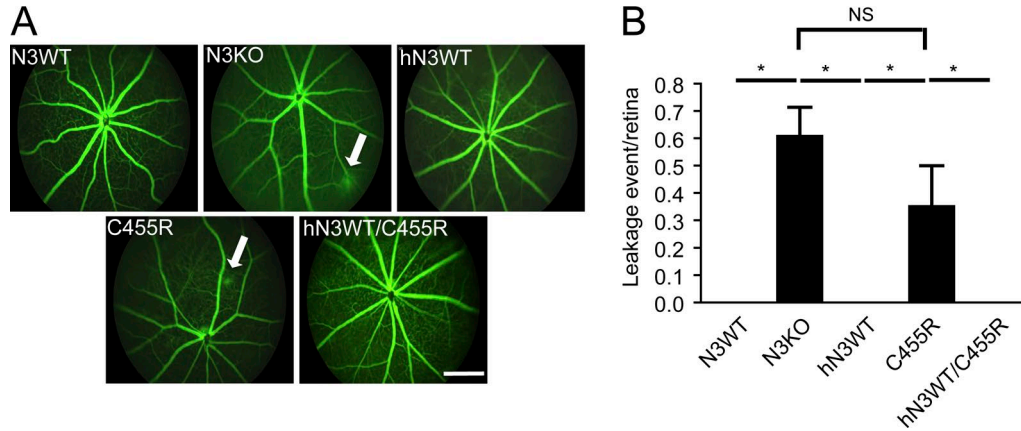 A
N3WT
N3KO
hN3WT
C455R
hN3WT/C455R
B
NS
* * * *
Leakage event/retina
0.8
0.7
0.6
0.5
0.4
0.3
0.2
0.1
0.0
N3WT
N3KO
hN3WT
C455R
hN3WT/C455R